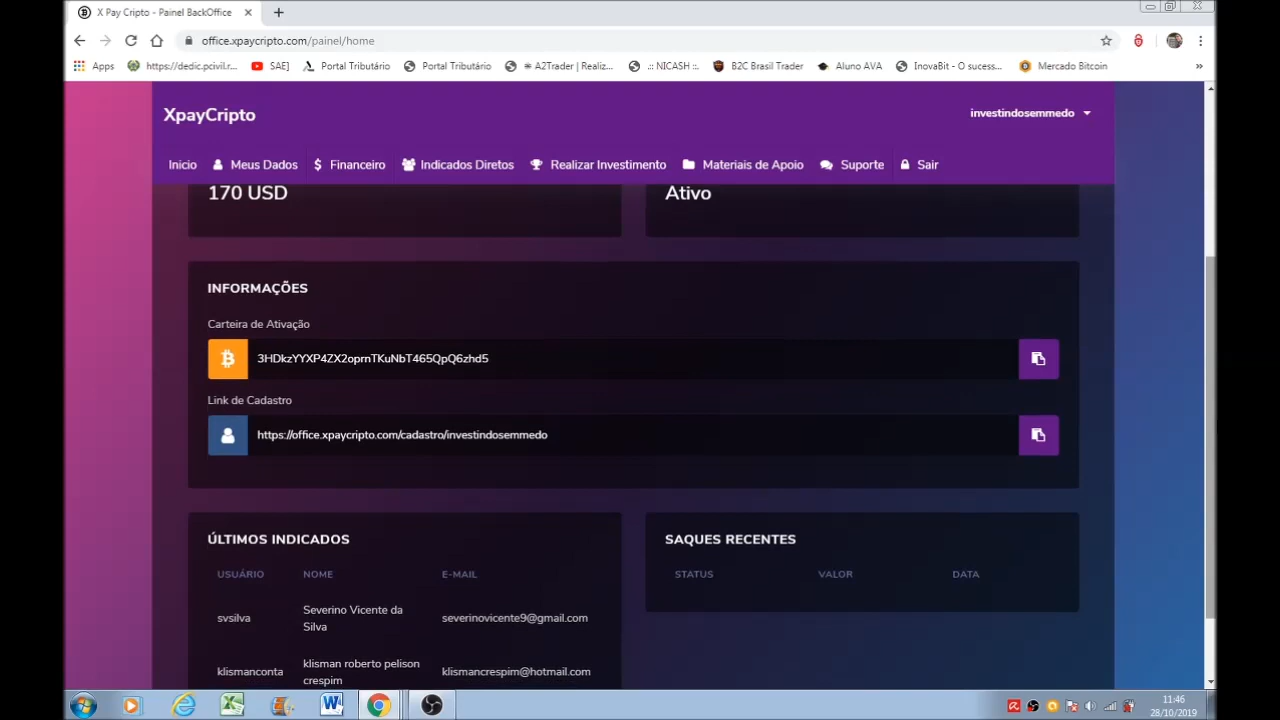 X Pay Cripto - Painel BackOffice
office.xpaycripto.com/painel/home
Apps https://dedic.pcivil.r... SAEJ Portal Tributário Portal Tributário A2Trader | Realiz... .:: NICASH :. B2C Brasil Trader Aluno AVA InovaBit - O sucess... Mercado Bitcoin »
XpayCripto
investindosemmedo
Inicio Meus Dados Financeiro Indicados Diretos Realizar Investimento Materiais de Apoio Suporte Sair
170 USD
Ativo
INFORMAÇÕES
Carteira de Ativação
3HDkzYYXP4ZX2oprnTKuNbT465QpQ6zhd5
Link de Cadastro
https://office.xpaycripto.com/cadastro/investindosemmedo
ÚLTIMOS INDICADOS
USUÁRIO NOME E-MAIL
svsilva Severino Vicente da Silva severinovicente9@gmail.com
klismanconta klisman roberto pelison crespim klismancrespim@hotmail.com
SAQUES RECENTES
STATUS VALOR DATA
11:46
28/10/2019